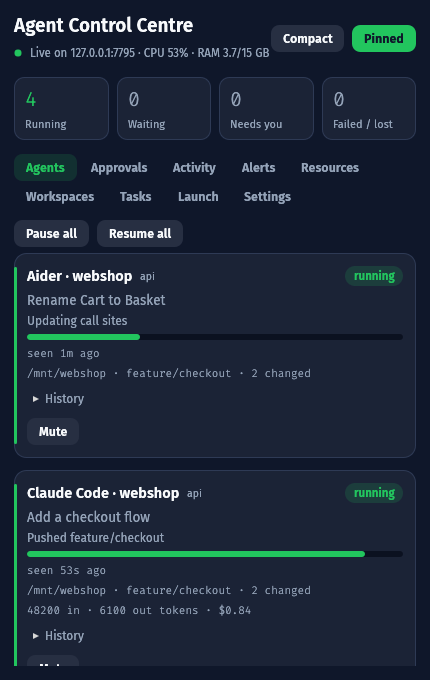 Agent Control Centre
Live on 127.0.0.1:7795 · CPU 53% · RAM 3.7/15 GB
Compact
Pinned
4
Running
0
Waiting
0
Needs you
0
Failed / lost
Agents
Approvals
Activity
Alerts
Resources
Workspaces
Tasks
Launch
Settings
Pause all
Resume all
Aider · webshop api
running
Rename Cart to Basket
Updating call sites
seen 1m ago
/mnt/webshop · feature/checkout · 2 changed
▸ History
Mute
Claude Code · webshop api
running
Add a checkout flow
Pushed feature/checkout
seen 53s ago
/mnt/webshop · feature/checkout · 2 changed
48200 in · 6100 out tokens · $0.84
▸ History
Mute